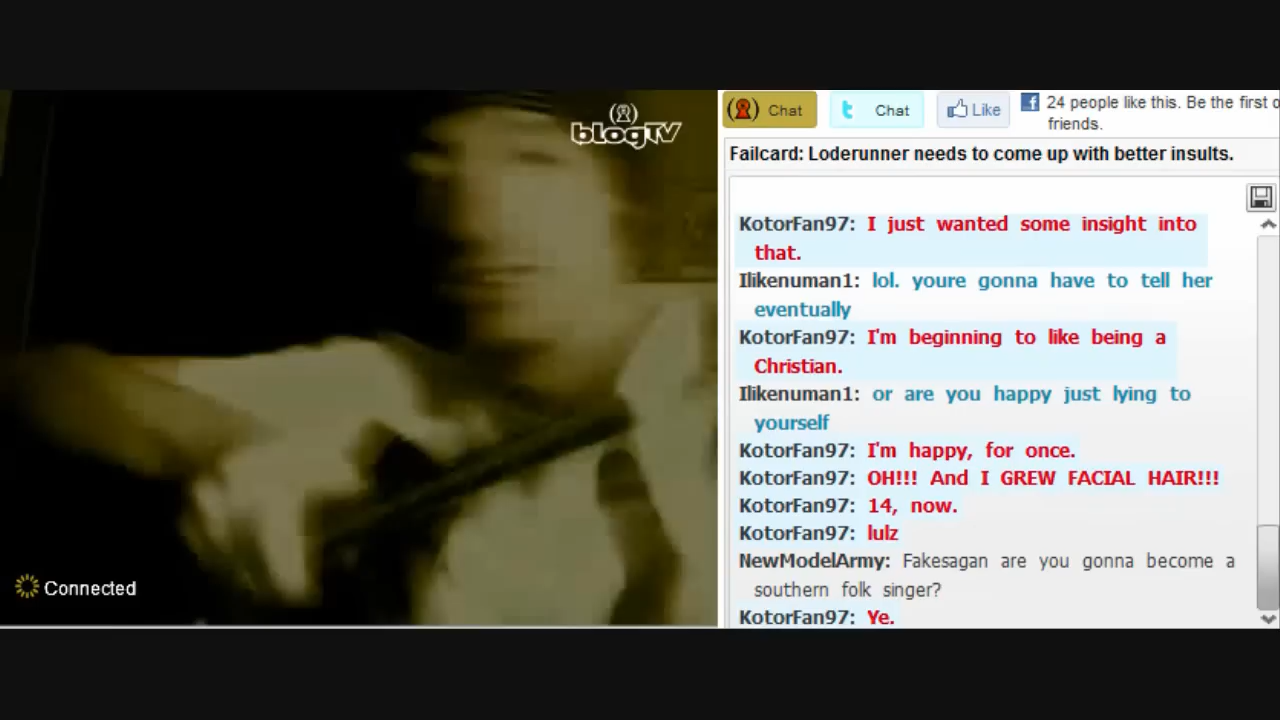 blogTV
Connected
Chat
Chat
Like
24 people like this. Be the first o
friends.
Failcard: Loderunner needs to come up with better insults.
KotorFan97: I just wanted some insight into
that.
Ilikenuman1: lol. youre gonna have to tell her
eventually
KotorFan97: I'm beginning to like being a
Christian.
Ilikenuman1: or are you happy just lying to
yourself
KotorFan97: I'm happy, for once.
KotorFan97: OH!!! And I GREW FACIAL HAIR!!!
KotorFan97: 14, now.
KotorFan97: lulz
NewModelArmy: Fakesagan are you gonna become a
southern folk singer?
KotorFan97: Ye.